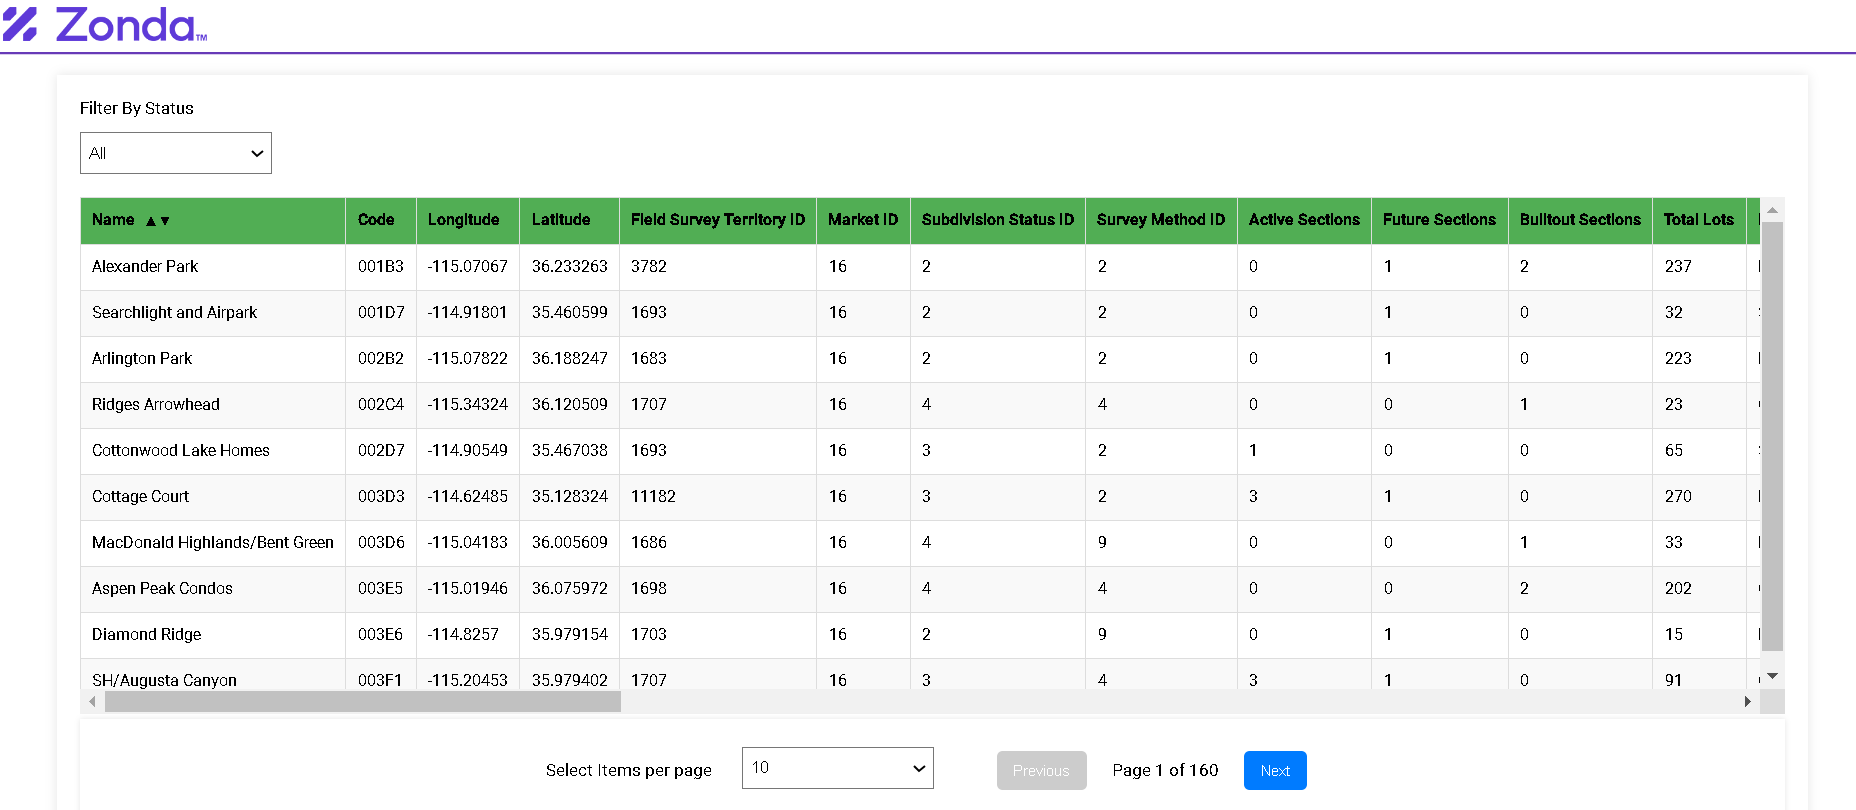 Zonda™
Filter By Status
All
Name ▲▼ Code Longitude Latitude Field Survey Territory ID Market ID Subdivision Status ID Survey Method ID Active Sections Future Sections Builtout Sections Total Lots
Alexander Park 001B3 -115.07067 36.233263 3782 16 2 2 0 1 2 237
Searchlight and Airpark 001D7 -114.91801 35.460599 1693 16 2 2 0 1 0 32
Arlington Park 002B2 -115.07822 36.188247 1683 16 2 2 0 1 0 223
Ridges Arrowhead 002C4 -115.34324 36.120509 1707 16 4 4 0 0 1 23
Cottonwood Lake Homes 002D7 -114.90549 35.467038 1693 16 3 2 1 0 0 65
Cottage Court 003D3 -114.62485 35.128324 11182 16 3 2 3 1 0 270
MacDonald Highlands/Bent Green 003D6 -115.04183 36.005609 1686 16 4 9 0 0 1 33
Aspen Peak Condos 003E5 -115.01946 36.075972 1698 16 4 4 0 0 2 202
Diamond Ridge 003E6 -114.8257 35.979154 1703 16 2 9 0 1 0 15
SH/Augusta Canyon 003F1 -115.20453 35.979402 1707 16 3 4 3 1 0 91
Select Items per page 10 Previous Page 1 of 160 Next